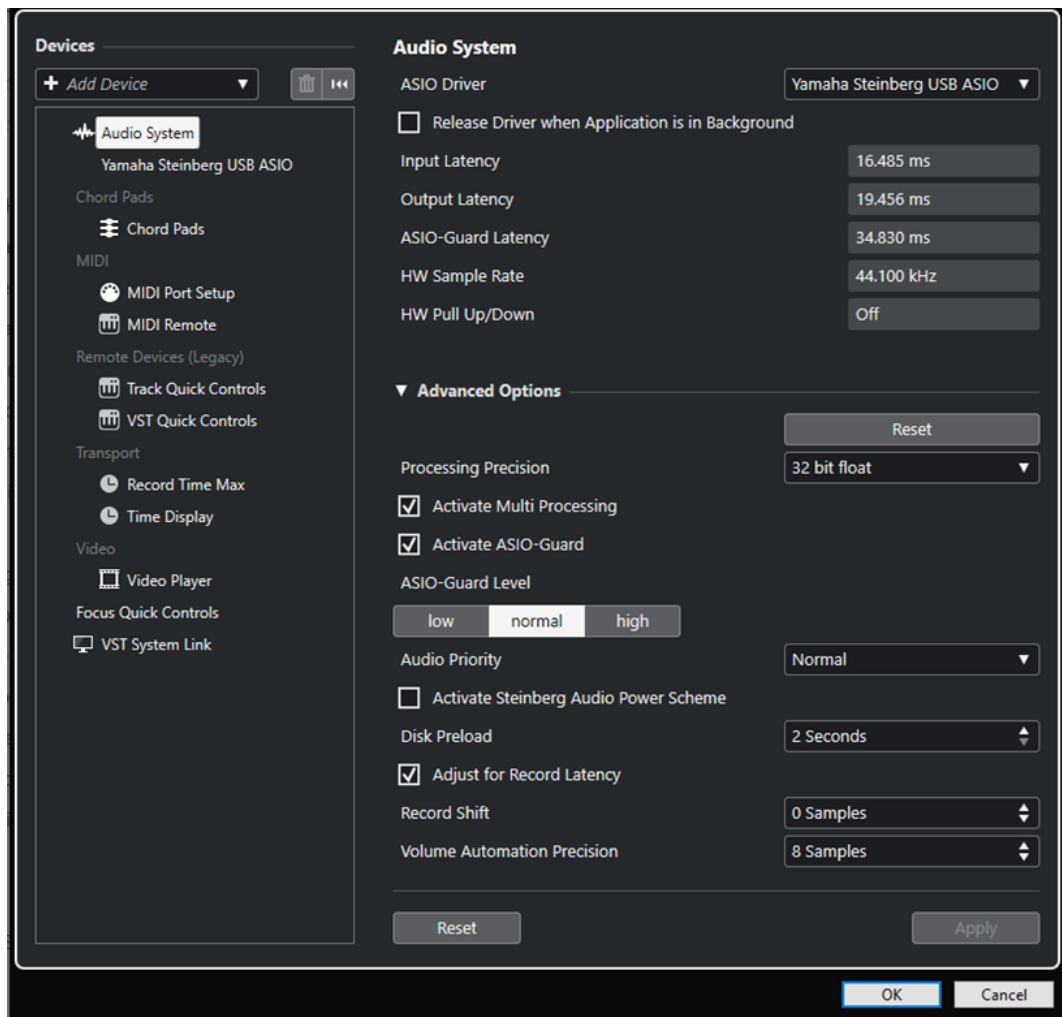 Devices
Add Device
Audio System
Yamaha Steinberg USB ASIO
Chord Pads
Chord Pads
MIDI
MIDI Port Setup
MIDI Remote
Remote Devices (Legacy)
Track Quick Controls
VST Quick Controls
Transport
Record Time Max
Time Display
Video
Video Player
Focus Quick Controls
VST System Link
Audio System
ASIO Driver Yamaha Steinberg USB ASIO
Release Driver when Application is in Background
Input Latency 16.485 ms
Output Latency 19.456 ms
ASIO-Guard Latency 34.830 ms
HW Sample Rate 44.100 kHz
HW Pull Up/Down Off
Advanced Options
Reset
Processing Precision 32 bit float
Activate Multi Processing
Activate ASIO-Guard
ASIO-Guard Level
low normal high
Audio Priority Normal
Activate Steinberg Audio Power Scheme
Disk Preload 2 Seconds
Adjust for Record Latency
Record Shift 0 Samples
Volume Automation Precision 8 Samples
Reset Apply
OK Cancel